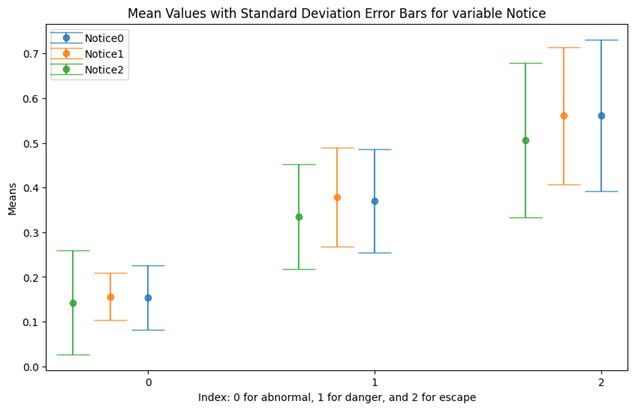 Mean Values with Standard Deviation Error Bars for variable Notice
Notice0
Notice1
Notice2
0.7
0.6
0.5
0.4
0.3
0.2
0.1
0.0
Means
0 1 2
Index: 0 for abnormal, 1 for danger, and 2 for escape